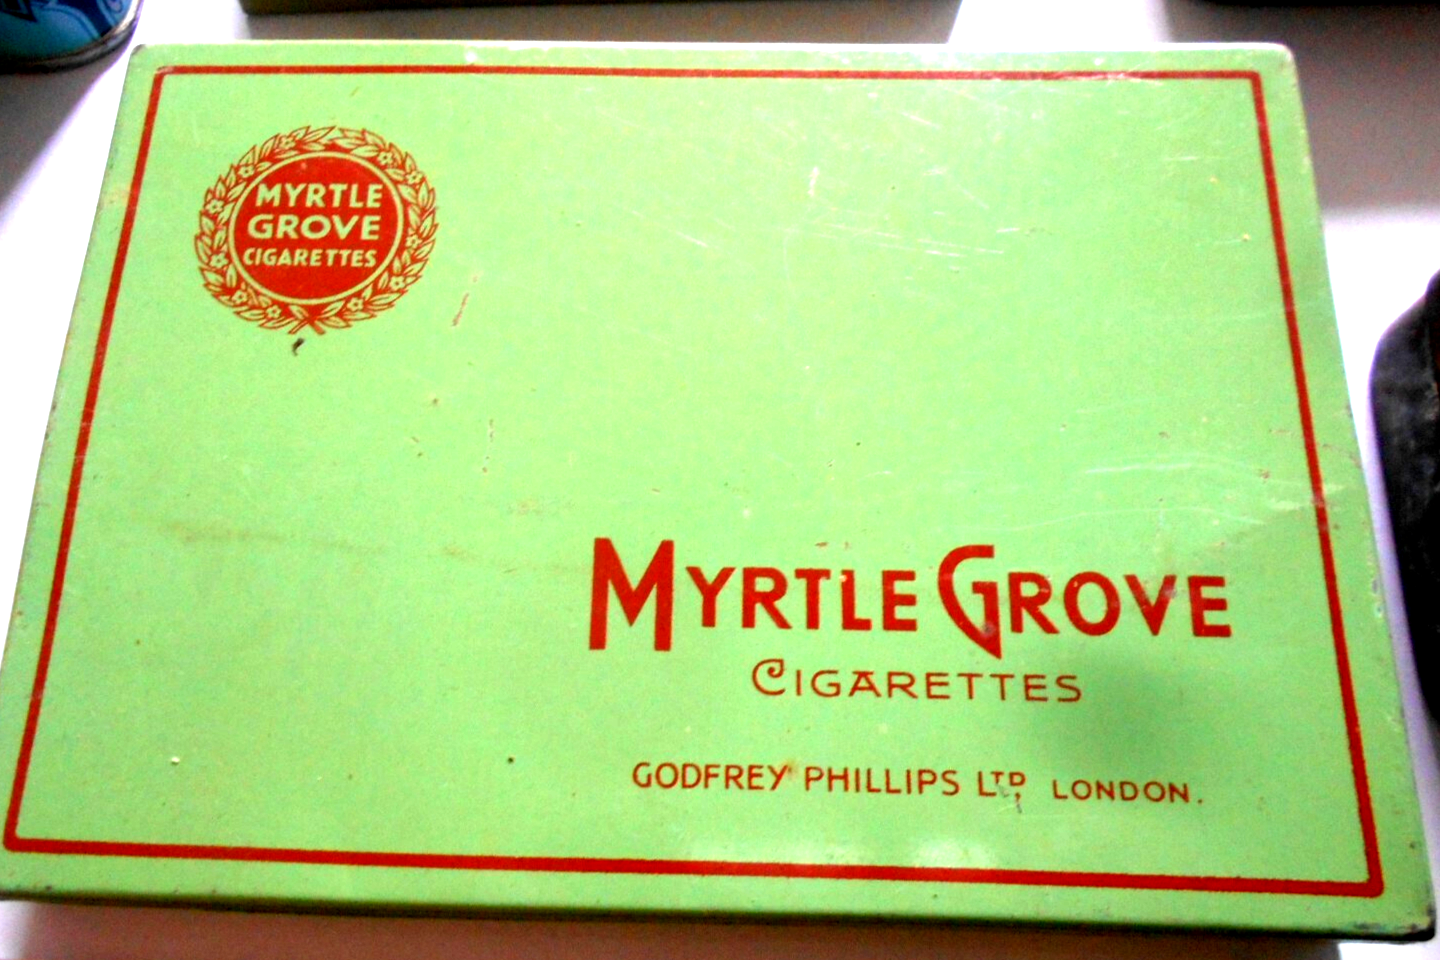 MYRTLE
GROVE
CIGARETTES
MYRTLE GROVE
CIGARETTES
GODFREY PHILLIPS LTD, LONDON.